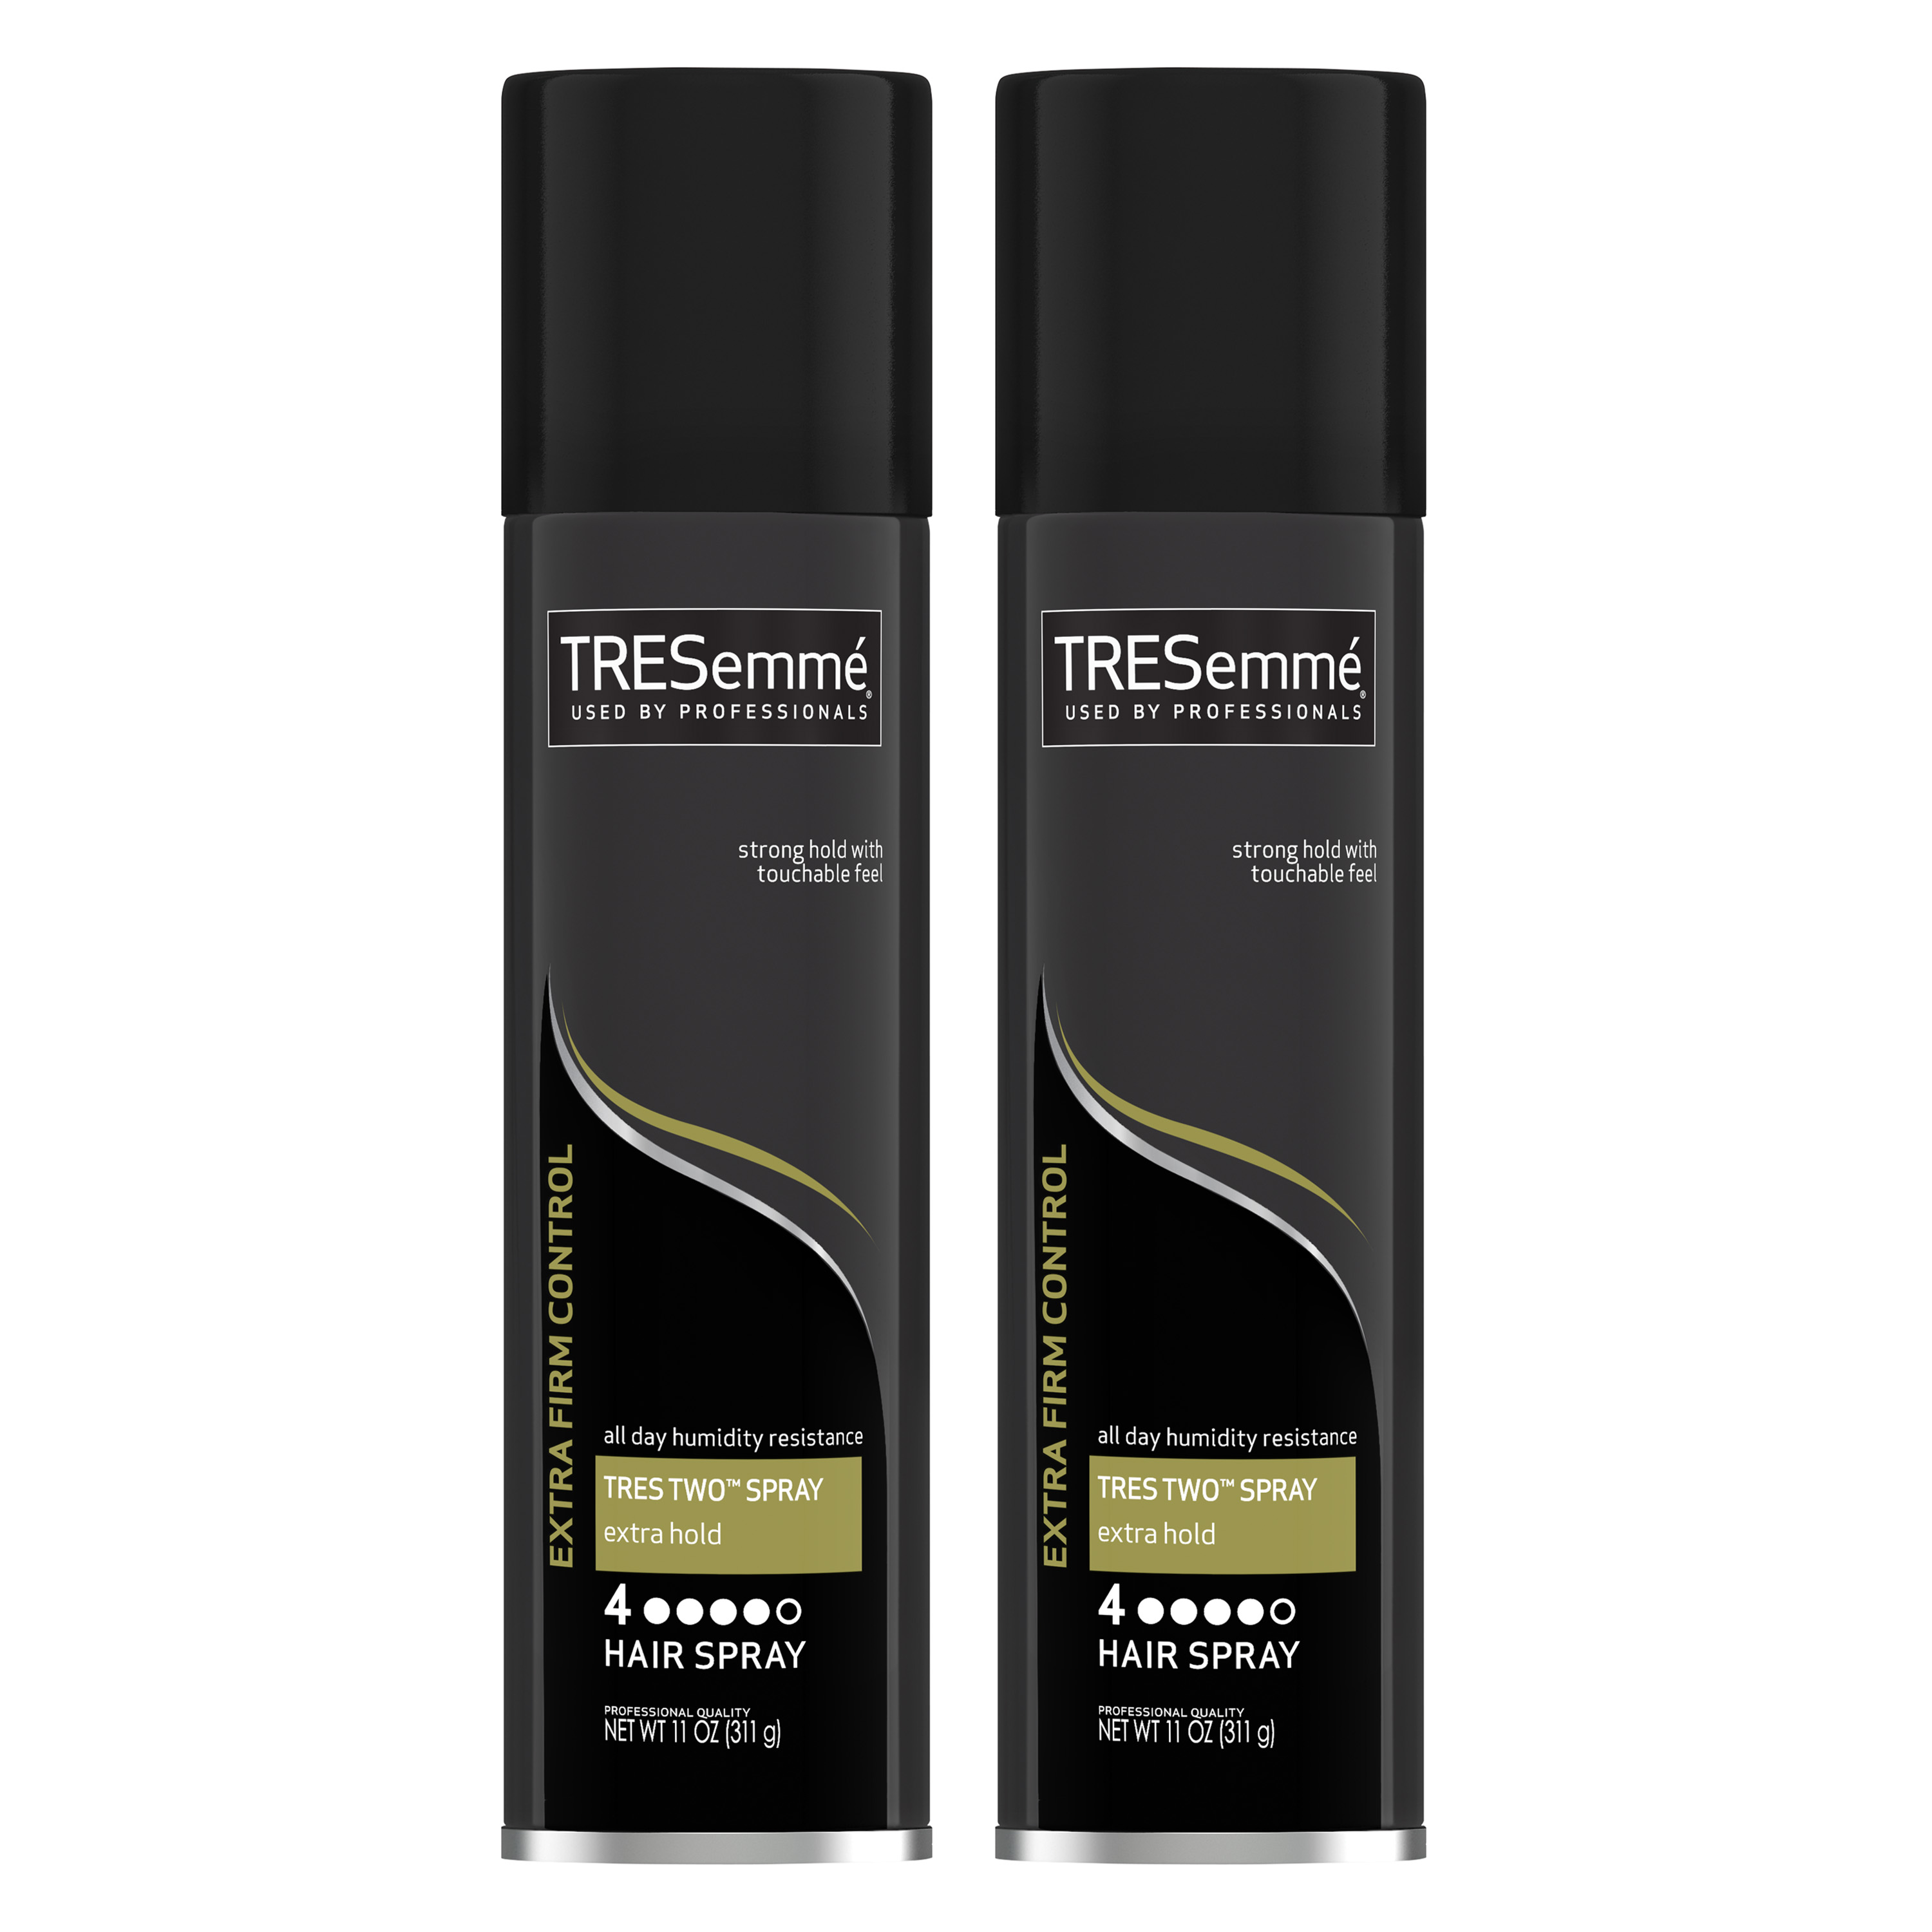 TRESemmé®
USED BY PROFESSIONALS
strong hold with
touchable feel
EXTRA FIRM CONTROL
all day humidity resistance
TRES TWO™ SPRAY
extra hold
4
HAIR SPRAY
PROFESSIONAL QUALITY
NET WT 11 OZ (311 g)
TRESemmé®
USED BY PROFESSIONALS
strong hold with
touchable feel
EXTRA FIRM CONTROL
all day humidity resistance
TRES TWO™ SPRAY
extra hold
4
HAIR SPRAY
PROFESSIONAL QUALITY
NET WT 11 OZ (311 g)